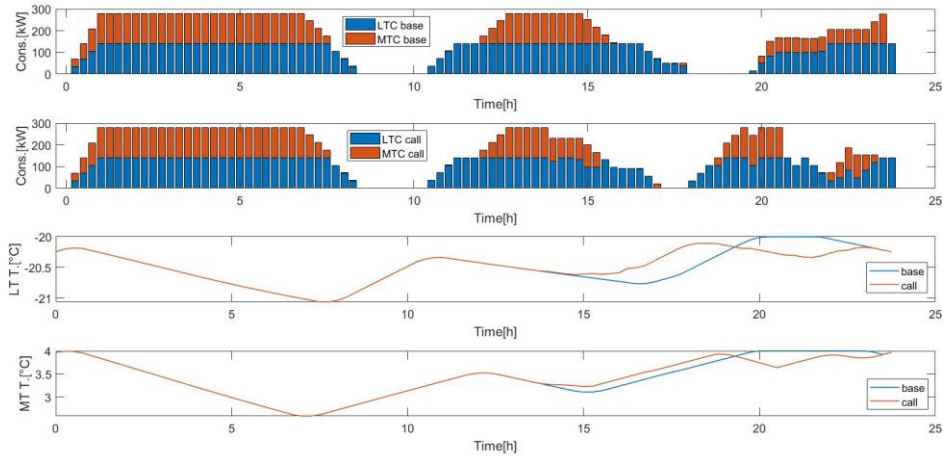 300
200
100
0
Cons.[kW]
LTC base
MTC base
0 5 10 15 20 25
Time[h]
300
200
100
0
Cons.[kW]
LTC call
MTC call
0 5 10 15 20 25
Time[h]
-20
-20.5
-21
LT T.[°C]
base
call
0 5 10 15 20 25
Time[h]
4
3.5
3
MT T.[°C]
base
call
0 5 10 15 20 25
Time[h]